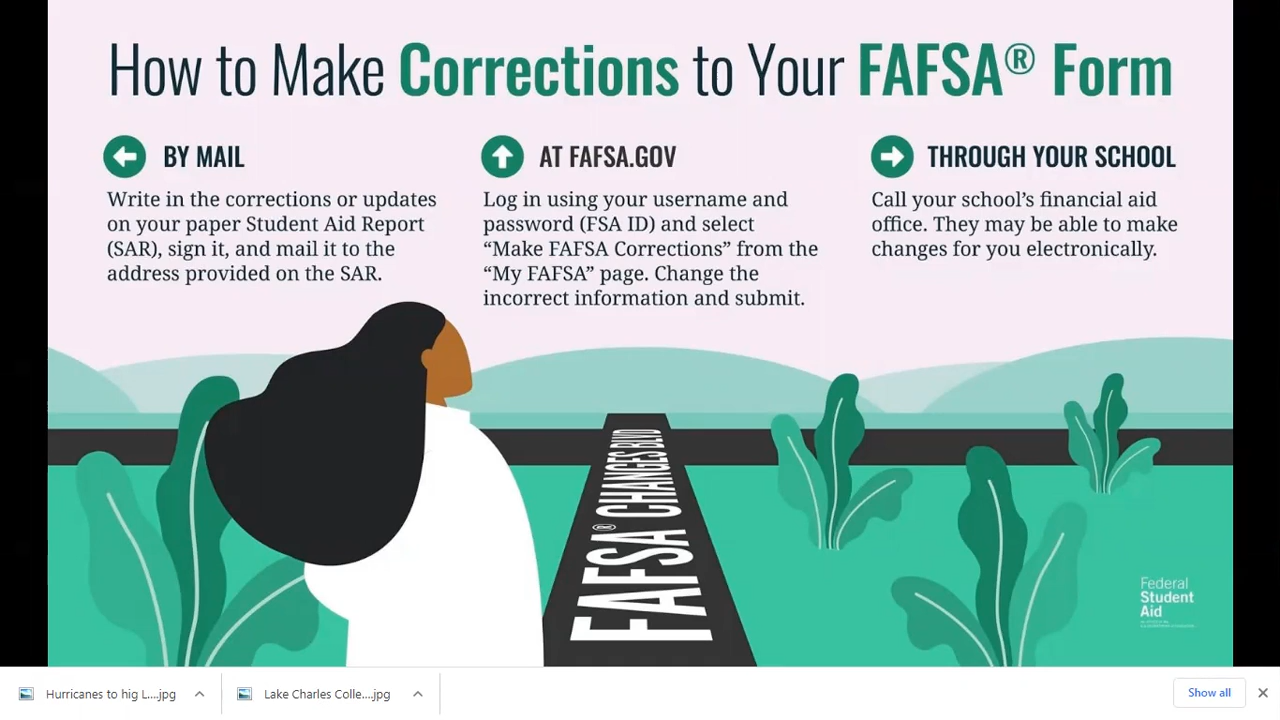 How to Make Corrections to Your FAFSA® Form
BY MAIL
Write in the corrections or updates
on your paper Student Aid Report
(SAR), sign it, and mail it to the
address provided on the SAR.
AT FAFSA.GOV
Log in using your username and
password (FSA ID) and select
“Make FAFSA Corrections” from the
“My FAFSA” page. Change the
incorrect information and submit.
THROUGH YOUR SCHOOL
Call your school’s financial aid
office. They may be able to make
changes for you electronically.
FAFSA® CHANGES BLVD
Federal
Student
Aid
Hurricanes to hig L....jpg
Lake Charles Colle....jpg
Show all